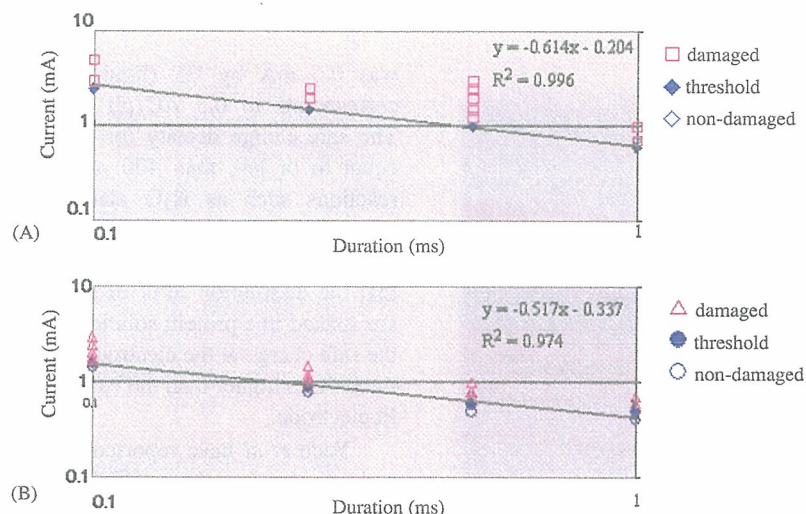 10
Current (mA)
1
0.1
y = -0.614x - 0.204
R² = 0.996
damaged
threshold
non-damaged
(A)
0.1
Duration (ms)
1
10
Current (mA)
1
0.1
0.1
y = -0.517x - 0.337
R² = 0.974
damaged
threshold
non-damaged
(B)
0.1
Duration (ms)
1